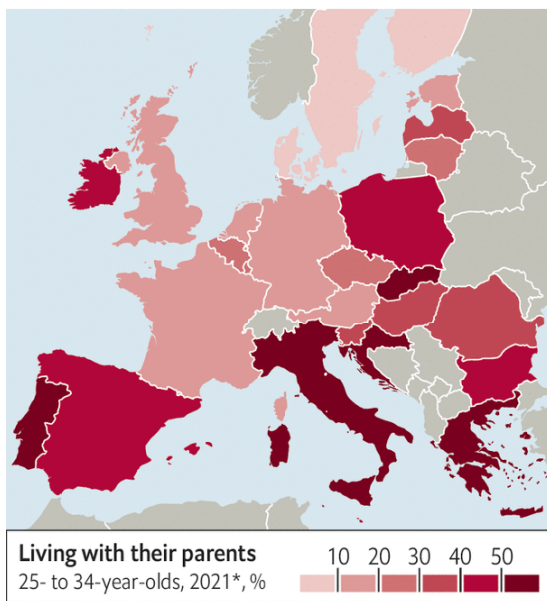 Living with their parents
25- to 34-year-olds, 2021*, %
10 20 30 40 50